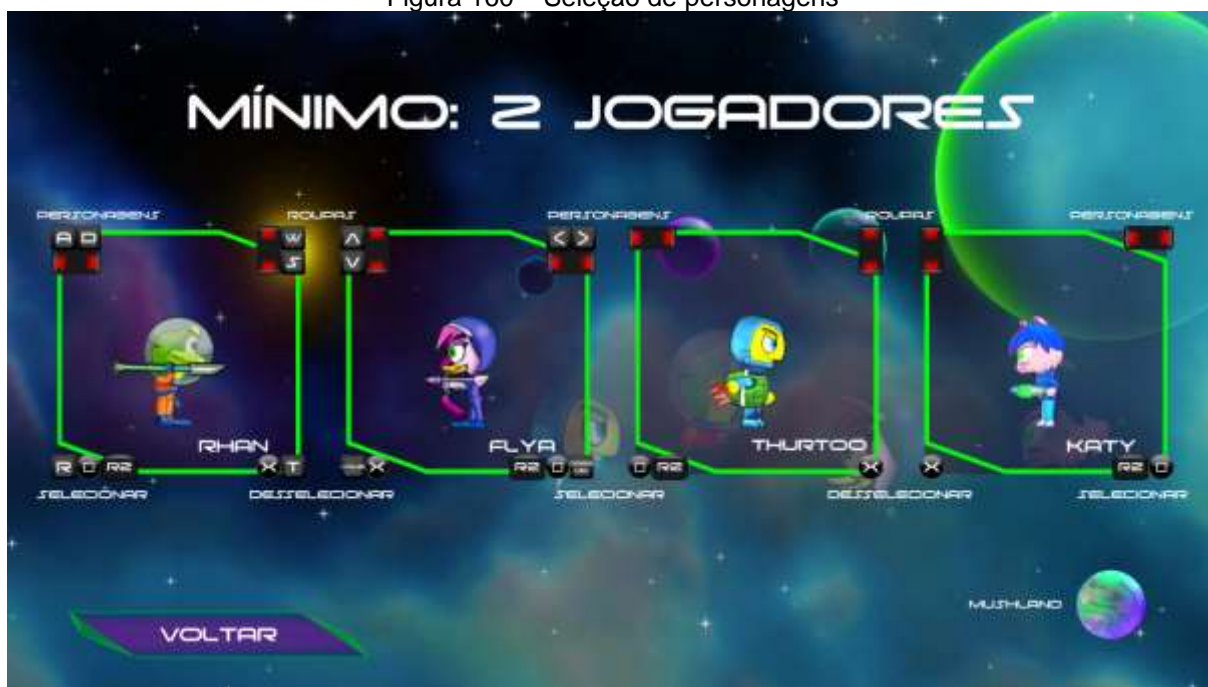 Figura 160 – Seleção de personagens
MÍNIMO: 2 JOGADORES
PERSONAGENS ROUPAS PERSONAGENS ROUPAS PERSONAGENS
A D W Λ < >
S V
RHAN FLYA THURTOO KATY
R R2 X T X R2 R2 X X R2
SELECIONAR DESSELECIONAR SELECIONAR DESSELECIONAR SELECIONAR
MUSHLAND
VOLTAR